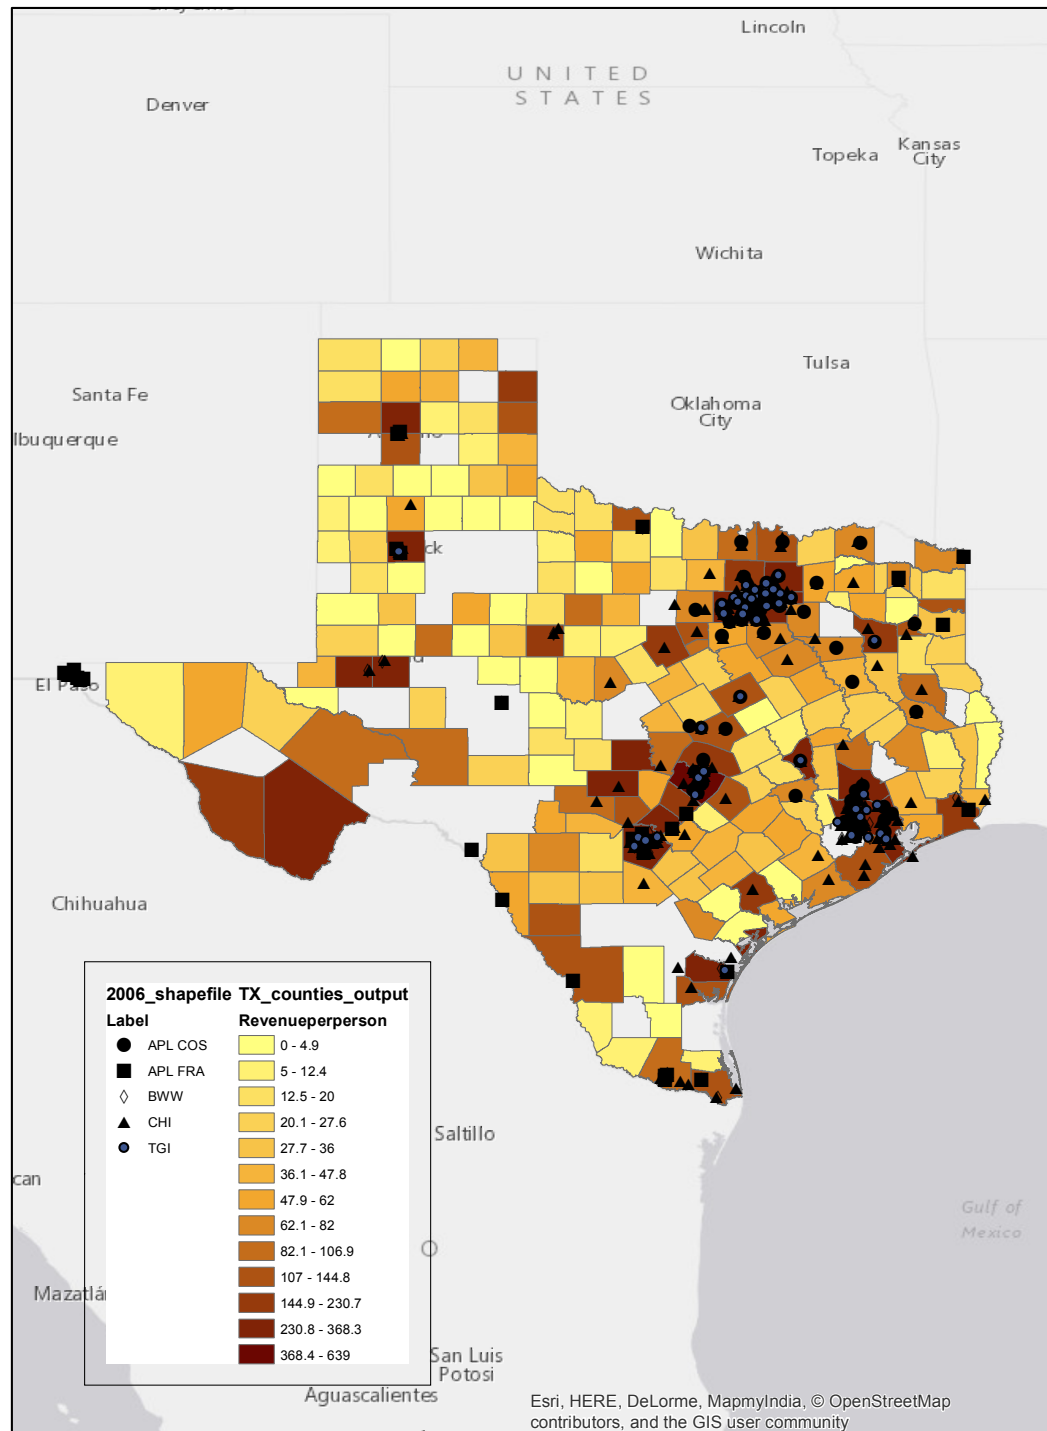 Lincoln
UNITED
STATES
Denver
Topeka
Kansas
City
Wichita
Tulsa
Santa Fe
Oklahoma
City
lbuquerque
ck
El Paso
Chihuahua
2006_shapefile TX_counties_output
Label Revenueperperson
APL COS 0 - 4.9
APL FRA 5 - 12.4
BWW 12.5 - 20
CHI 20.1 - 27.6
TGI 27.7 - 36
36.1 - 47.8
47.9 - 62
62.1 - 82
82.1 - 106.9
107 - 144.8
144.9 - 230.7
230.8 - 368.3
368.4 - 639
Saltillo
can
Gulf of
Mexico
Mazatlá
San Luis
Potosi
Aguascalientes
Esri, HERE, DeLorme, MapmyIndia, © OpenStreetMap
contributors, and the GIS user community